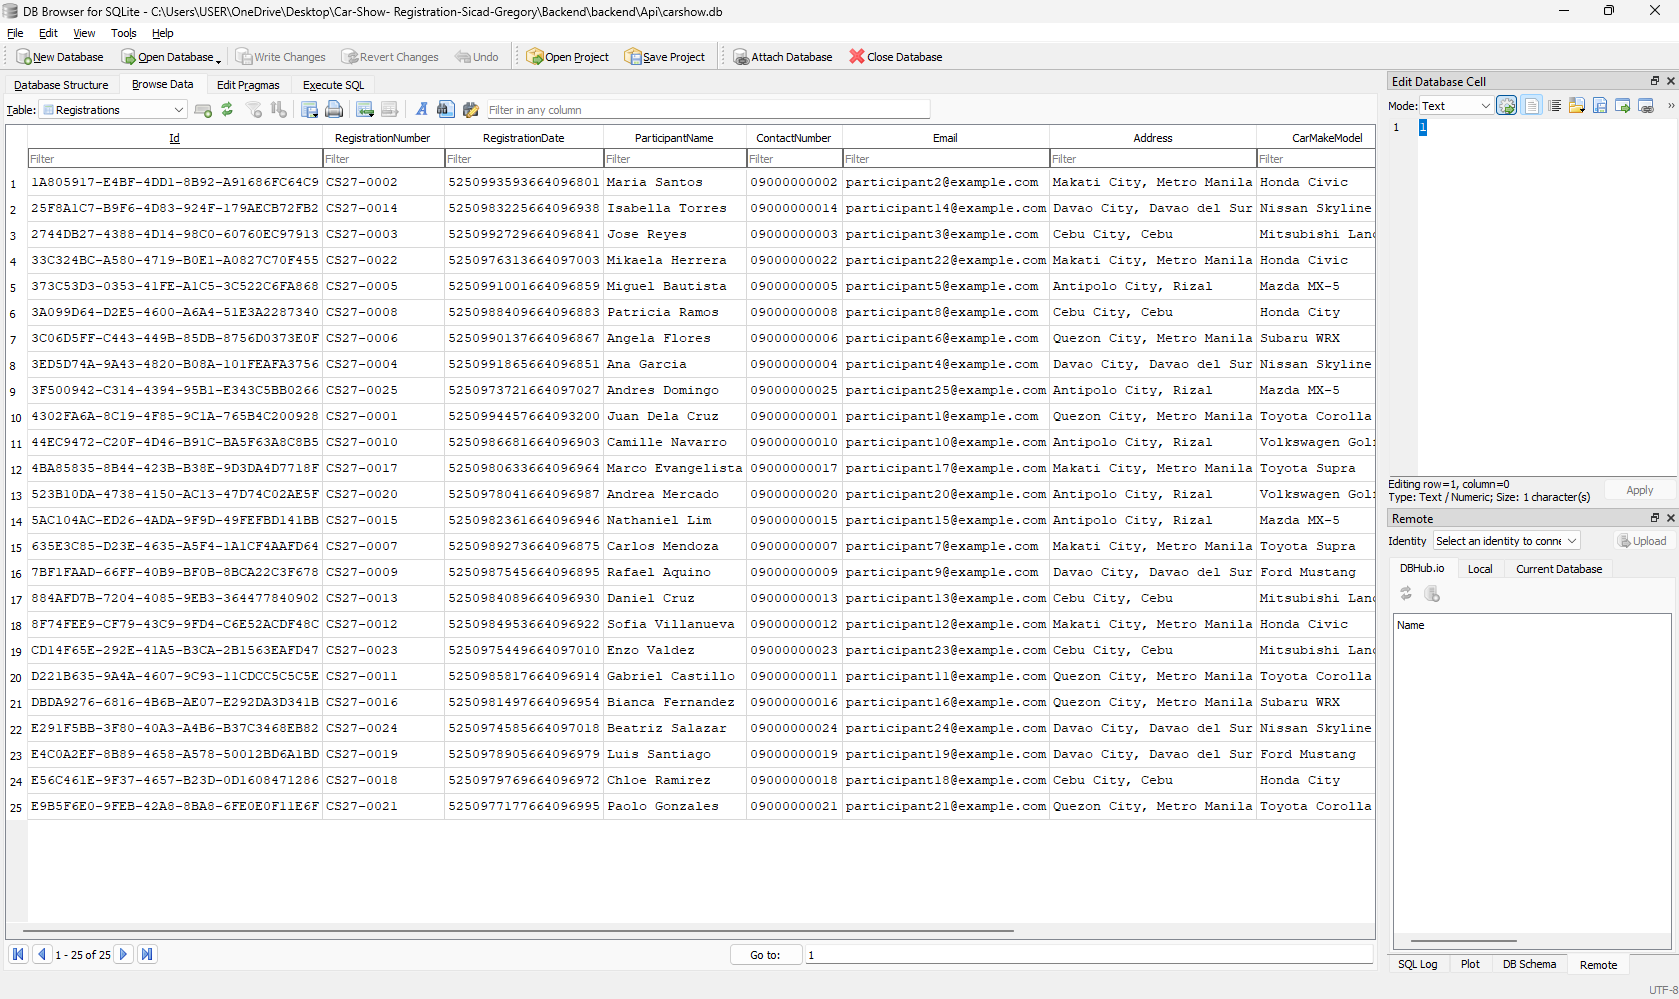 DB Browser for SQLite - C:\Users\USER\OneDrive\Desktop\Car-Show- Registration-Sicad-Gregory\Backend\backend\Api\carshow.db
File Edit View Tools Help
New Database Open Database Write Changes Revert Changes Undo Open Project Save Project Attach Database Close Database
Database Structure Browse Data Edit Pragmas Execute SQL
Table: Registrations Filter in any column
Id RegistrationNumber RegistrationDate ParticipantName ContactNumber Email Address CarMakeModel
Filter Filter Filter Filter Filter Filter Filter Filter
1 1A805917-E4BF-4DD1-8B92-A91686FC64C9 CS27-0002 5250993593664096801 Maria Santos 09000000002 participant2@example.com Makati City, Metro Manila Honda Civic
2 25F8A1C7-B9F6-4D83-924F-179AECB72FB2 CS27-0014 5250983225664096938 Isabella Torres 09000000014 participant14@example.com Davao City, Davao del Sur Nissan Skyline
3 2744DB27-4388-4D14-98C0-60760EC97913 CS27-0003 5250992729664096841 Jose Reyes 09000000003 participant3@example.com Cebu City, Cebu Mitsubishi Lanc
4 33C324BC-A580-4719-B0E1-A0827C70F455 CS27-0022 5250976313664097003 Mikaela Herrera 09000000022 participant22@example.com Makati City, Metro Manila Honda Civic
5 373C53D3-0353-41FE-A1C5-3C522C6FA868 CS27-0005 5250991001664096859 Miguel Bautista 09000000005 participant5@example.com Antipolo City, Rizal Mazda MX-5
6 3A099D64-D2E5-4600-A6A4-51E3A2287340 CS27-0008 5250988409664096883 Patricia Ramos 09000000008 participant8@example.com Cebu City, Cebu Honda City
7 3C06D5FF-C443-449B-85DB-8756D0373E0F CS27-0006 5250990137664096867 Angela Flores 09000000006 participant6@example.com Quezon City, Metro Manila Subaru WRX
8 3ED5D74A-9A43-4820-B08A-101FEAFA3756 CS27-0004 5250991865664096851 Ana Garcia 09000000004 participant4@example.com Davao City, Davao del Sur Nissan Skyline
9 3F500942-C314-4394-95B1-E343C5BB0266 CS27-0025 5250973721664097027 Andres Domingo 09000000025 participant25@example.com Antipolo City, Rizal Mazda MX-5
10 4302FA6A-8C19-4F85-9C1A-765B4C200928 CS27-0001 5250994457664093200 Juan Dela Cruz 09000000001 participant1@example.com Quezon City, Metro Manila Toyota Corolla
11 44EC9472-C20F-4D46-B91C-BA5F63A8C8B5 CS27-0010 5250986681664096903 Camille Navarro 09000000010 participant10@example.com Antipolo City, Rizal Volkswagen Golf
12 4BA85835-8B44-423B-B38E-9D3DA4D7718F CS27-0017 5250980633664096964 Marco Evangelista 09000000017 participant17@example.com Makati City, Metro Manila Toyota Supra
13 523B10DA-4738-4150-AC13-47D74C02AE5F CS27-0020 5250978041664096987 Andrea Mercado 09000000020 participant20@example.com Antipolo City, Rizal Volkswagen Golf
14 5AC104AC-ED26-4ADA-9F9D-49FEFBD141BB CS27-0015 5250982361664096946 Nathaniel Lim 09000000015 participant15@example.com Antipolo City, Rizal Mazda MX-5
15 635E3C85-D23E-4635-A5F4-1A1CF4AAFD64 CS27-0007 5250989273664096875 Carlos Mendoza 09000000007 participant7@example.com Makati City, Metro Manila Toyota Supra
16 7BF1FAAD-66FF-40B9-BF0B-8BCA22C3F678 CS27-0009 5250987545664096895 Rafael Aquino 09000000009 participant9@example.com Davao City, Davao del Sur Ford Mustang
17 884AFD7B-7204-4085-9EB3-364477840902 CS27-0013 5250984089664096930 Daniel Cruz 09000000013 participant13@example.com Cebu City, Cebu Mitsubishi Lanc
18 8F74FEE9-CF79-43C9-9FD4-C6E52ACDF48C CS27-0012 5250984953664096922 Sofia Villanueva 09000000012 participant12@example.com Makati City, Metro Manila Honda Civic
19 CD14F65E-292E-41A5-B3CA-2B1563EAFD47 CS27-0023 5250975449664097010 Enzo Valdez 09000000023 participant23@example.com Cebu City, Cebu Mitsubishi Lanc
20 D221B635-9A4A-4607-9C93-11CDCC5C5C5E CS27-0011 5250985817664096914 Gabriel Castillo 09000000011 participant11@example.com Quezon City, Metro Manila Toyota Corolla
21 DBDA9276-6816-4B6B-AE07-E292DA3D341B CS27-0016 5250981497664096954 Bianca Fernandez 09000000016 participant16@example.com Quezon City, Metro Manila Subaru WRX
22 E291F5BB-3F80-40A3-A4B6-B37C3468EB82 CS27-0024 5250974585664097018 Beatriz Salazar 09000000024 participant24@example.com Davao City, Davao del Sur Nissan Skyline
23 E4C0A2EF-8B89-4658-A578-50012BD6A1BD CS27-0019 5250978905664096979 Luis Santiago 09000000019 participant19@example.com Davao City, Davao del Sur Ford Mustang
24 E56C461E-9F37-4657-B23D-0D1608471286 CS27-0018 5250979769664096972 Chloe Ramirez 09000000018 participant18@example.com Cebu City, Cebu Honda City
25 E9B5F6E0-9FEB-42A8-8BA8-6FE0E0F11E6F CS27-0021 5250977177664096995 Paolo Gonzales 09000000021 participant21@example.com Quezon City, Metro Manila Toyota Corolla
1 - 25 of 25 Go to: 1
Edit Database Cell
Mode: Text
1 1
Editing row=1, column=0
Type: Text / Numeric; Size: 1 character(s) Apply
Remote
Identity Select an identity to conne Upload
DBHub.io Local Current Database
Name
SQL Log Plot DB Schema Remote
UTF-8